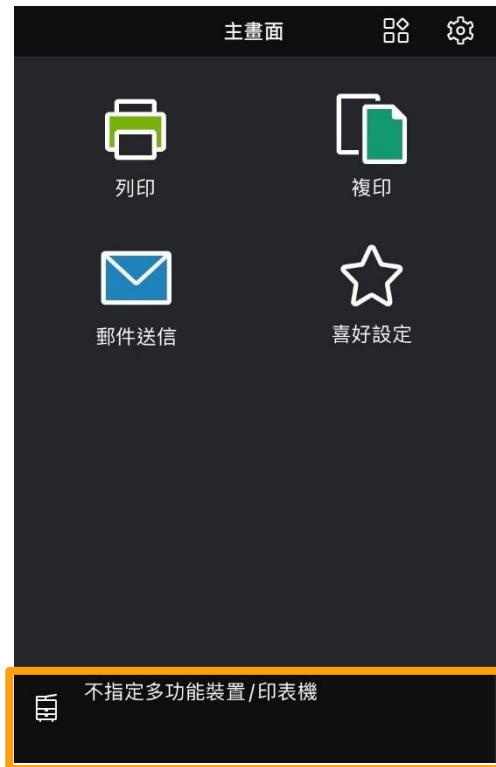 主畫面
列印
複印
郵件送信
喜好設定
不指定多功能裝置/印表機